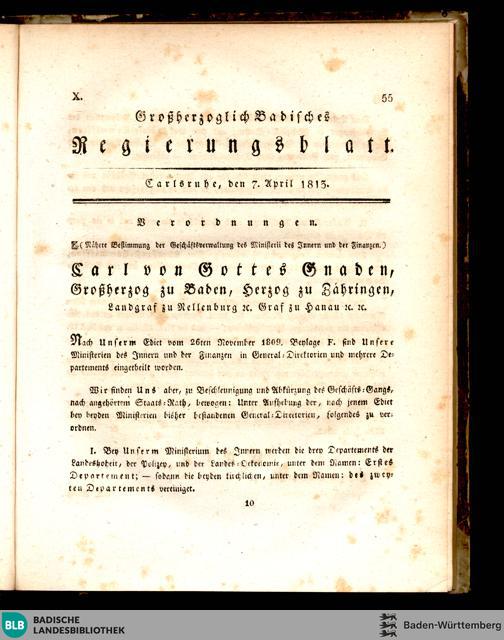 X. 55
Großherzoglich Badisches
Regierungsblatt.
Carlsruhe, den 7. April 1813.
Verordnungen.
(Nähere Bestimmung der Geschäftsverwaltung des Ministerii des Innern und der Finanzen.)
Carl von Gottes Gnaden,
Großherzog zu Baden, Herzog zu Zähringen,
Landgraf zu Nellenburg ꝛc. Graf zu Hanau ꝛc. ꝛc.
Nach Unserm Edict vom 26ten November 1809. Beylage F. sind Unsere
Ministerien des Innern und der Finanzen in General-Direktorien und mehrere De-
partements eingetheilt worden.
Wir finden Uns aber, zu Beschleunigung und Abkürzung des Geschäfts-Gangs,
nach angehörtem Staats-Rath, bewogen: Unter Aufhebung der, nach jenem Edict
bey beyden Ministerien bisher bestandenen General-Directorien, folgendes zu ver-
ordnen.
I. Bey Unserm Ministerium des Innern werden die drey Departements der
Landeshoheit, der Polizey, und der Landes-Oekonomie, unter dem Namen: Erstes
Departement; — sodann die beyden kirchlichen, unter dem Namen: des zwey-
ten Departements vereiniget.
10
BLB BADISCHE
LANDESBIBLIOTHEK
Baden-Württemberg